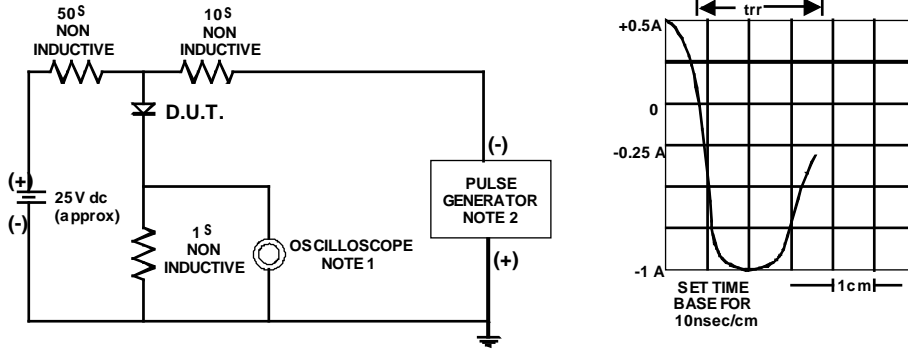 50S
NON
INDUCTIVE
10S
NON
INDUCTIVE
D.U.T.
(+)
(-)
25V dc
(approx)
1S
NON
INDUCTIVE
OSCILLOSCOPE
NOTE 1
(-)
PULSE
GENERATOR
NOTE 2
(+)
trr
+0.5A
0
-0.25 A
-1 A
1cm
SET TIME
BASE FOR
10nsec/cm